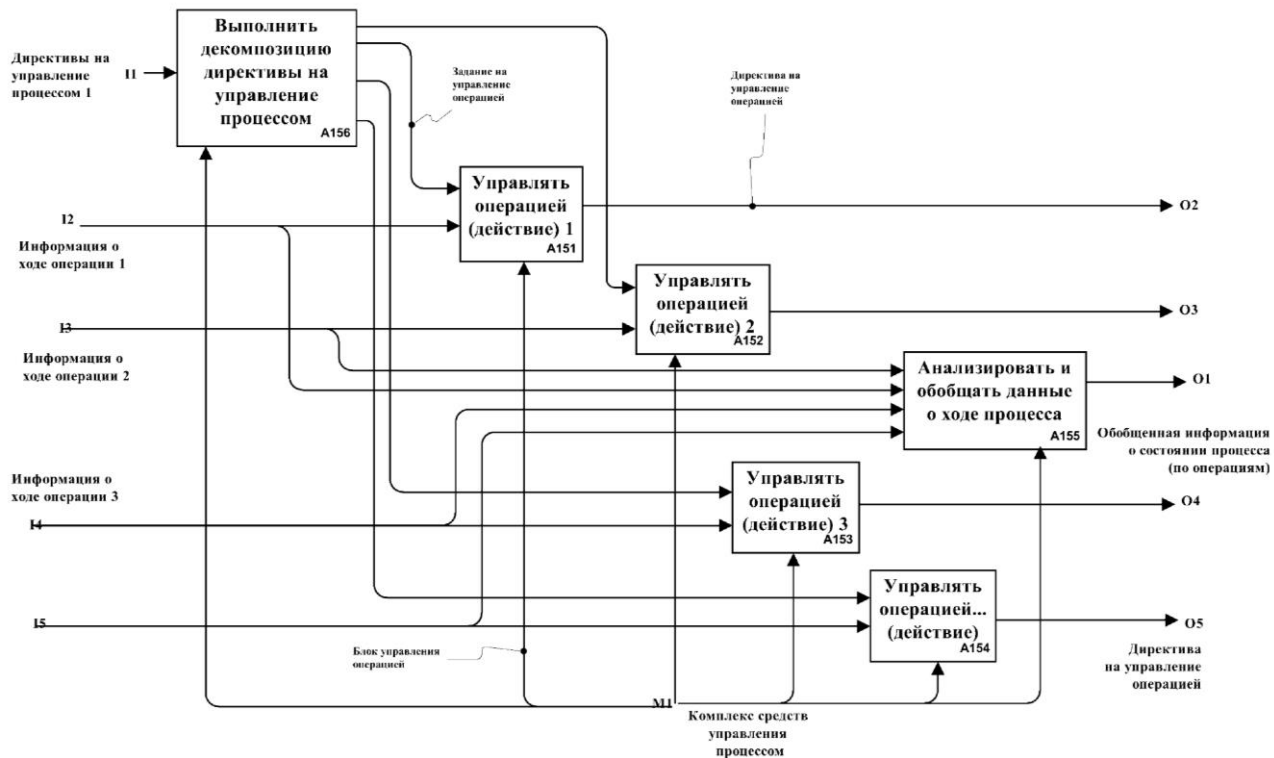 Выполнить
декомпозицию
директивы на
управление
процессом
A156
Директивы на
управление
процессом 1
I1
Задание на
управление
операцией
Директива на
управление
операцией
Управлять
операцией
(действие) 1
A151
I2
O2
Информация о
ходе операции 1
Управлять
операцией
(действие) 2
A152
O3
I3
Информация о
ходе операции 2
Анализировать и
обобщать данные
о ходе процесса
A155
O1
Обобщенная информация
о состоянии процесса
(по операциям)
Информация о
ходе операции 3
I4
Управлять
операцией
(действие) 3
A153
O4
Управлять
операцией...
(действие)
A154
I5
O5
Блок управления
операцией
Директива
на управление
операцией
M1
Комплекс средств
управления
процессом